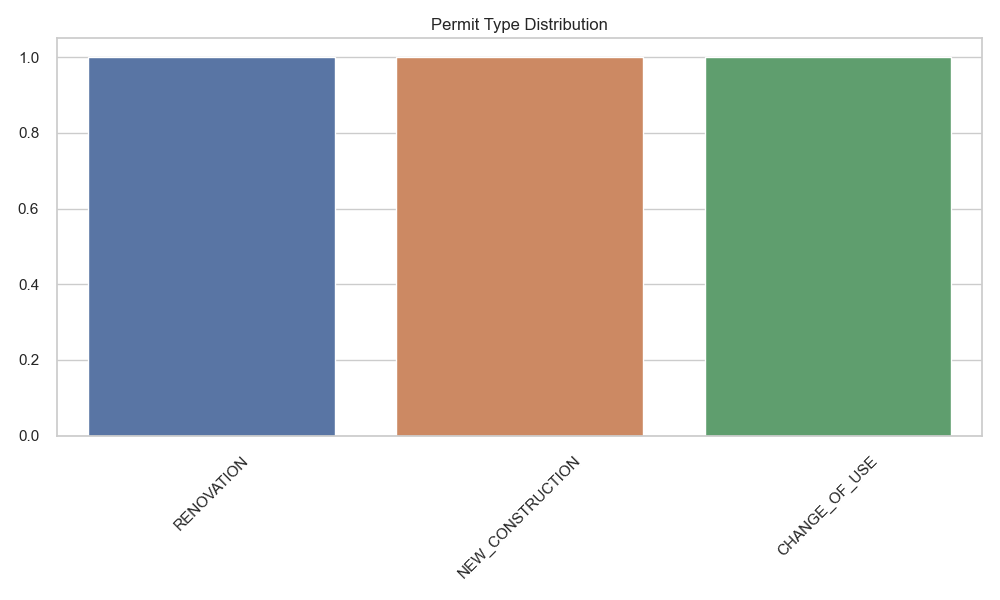 Permit Type Distribution
1.0
0.8
0.6
0.4
0.2
0.0
RENOVATION
NEW_CONSTRUCTION
CHANGE_OF_USE